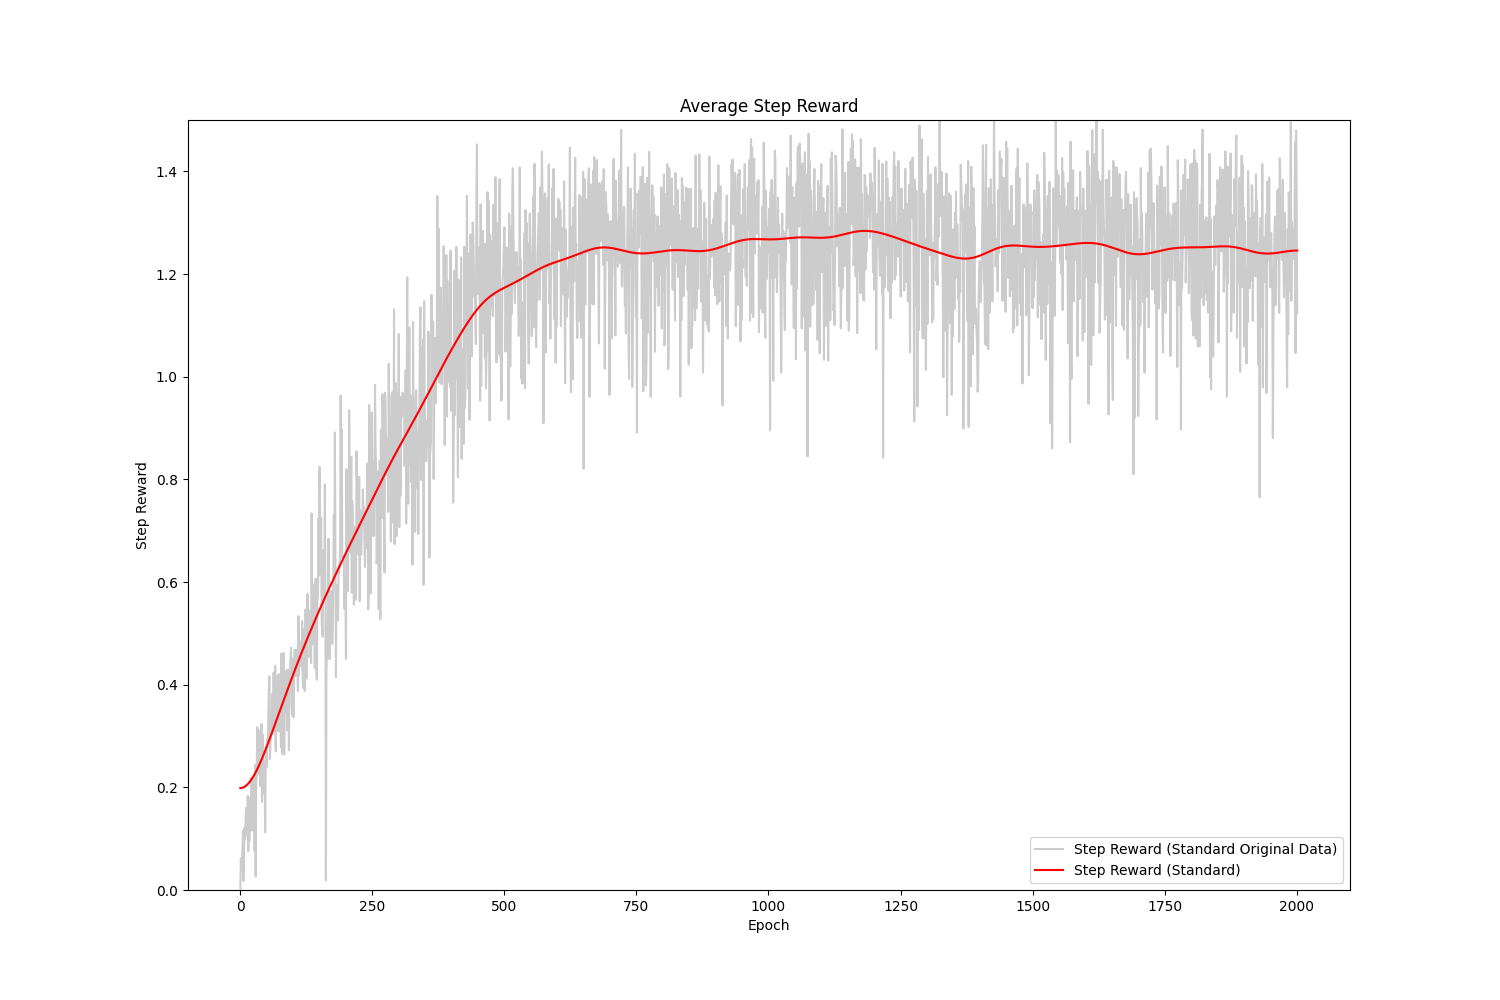 Average Step Reward
Step Reward
1.4
1.2
1.0
0.8
0.6
0.4
0.2
0.0
Step Reward (Standard Original Data)
Step Reward (Standard)
0 250 500 750 1000 1250 1500 1750 2000
Epoch